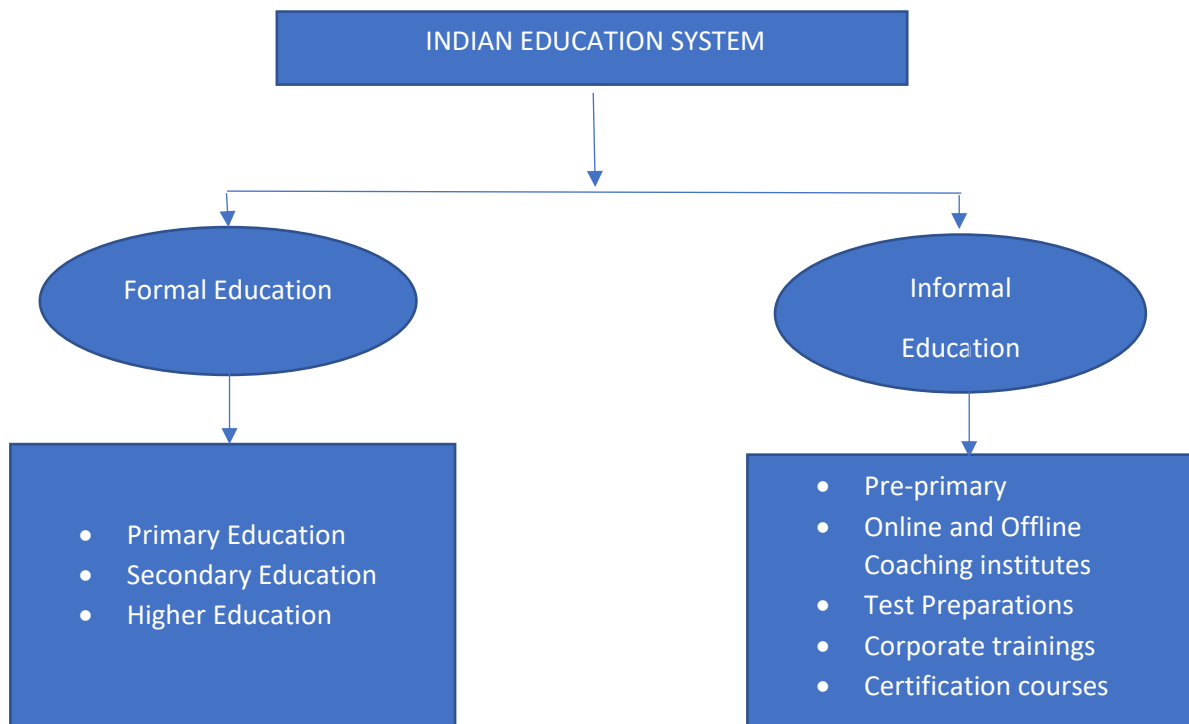 INDIAN EDUCATION SYSTEM
Formal Education
Informal
Education
• Primary Education
• Secondary Education
• Higher Education
• Pre-primary
• Online and Offline
Coaching institutes
• Test Preparations
• Corporate trainings
• Certification courses